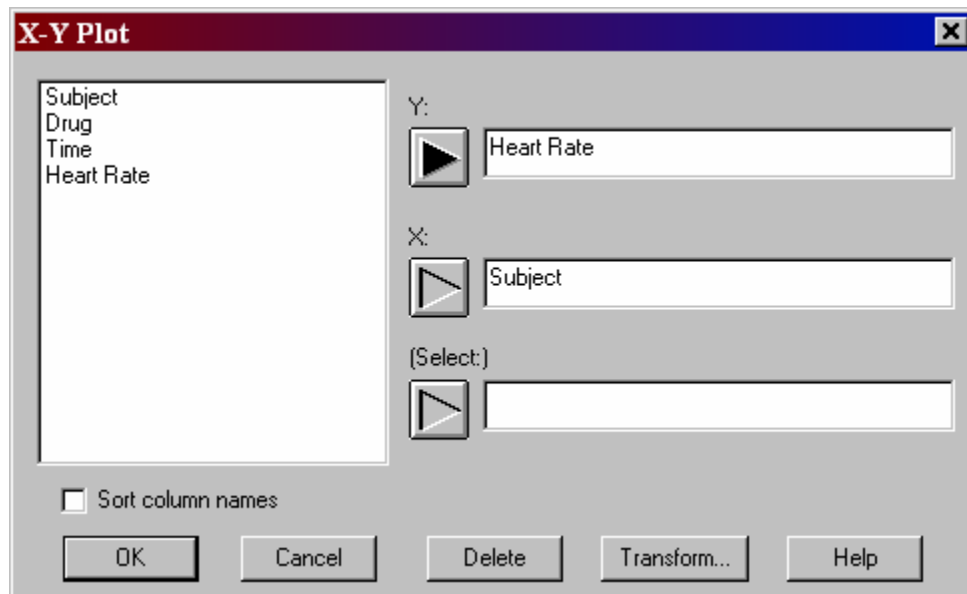 X-Y Plot
Subject
Drug
Time
Heart Rate
Y:
Heart Rate
X:
Subject
(Select:)
Sort column names
OK
Cancel
Delete
Transform...
Help